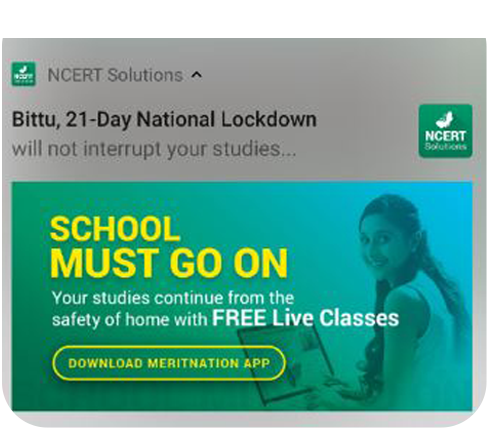 NCERT Solutions
Bittu, 21-Day National Lockdown
will not interrupt your studies...
NCERT
Solutions
SCHOOL
MUST GO ON
Your studies continue from the
safety of home with FREE Live Classes
DOWNLOAD MERITNATION APP